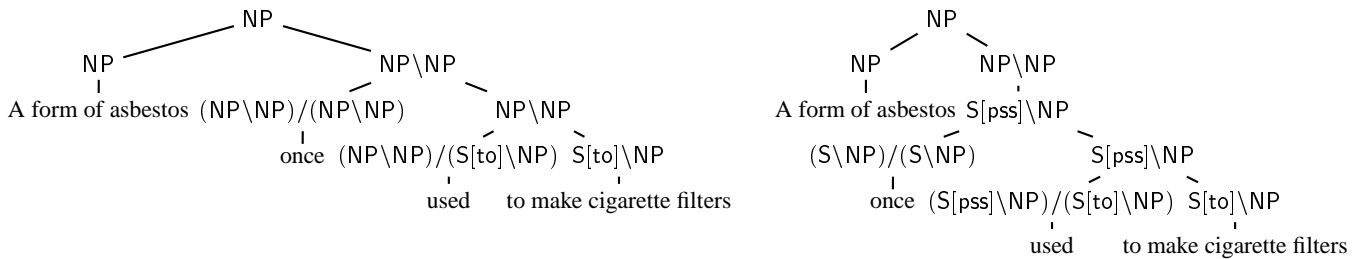 NP NP
NP NP\NP NP NP\NP
A form of asbestos (NP\NP)/(NP\NP) NP\NP A form of asbestos S[pss]\NP
once (NP\NP)/(S[to]\NP) S[to]\NP (S\NP)/(S\NP) S[pss]\NP
used to make cigarette filters once (S[pss]\NP)/(S[to]\NP) S[to]\NP
used to make cigarette filters